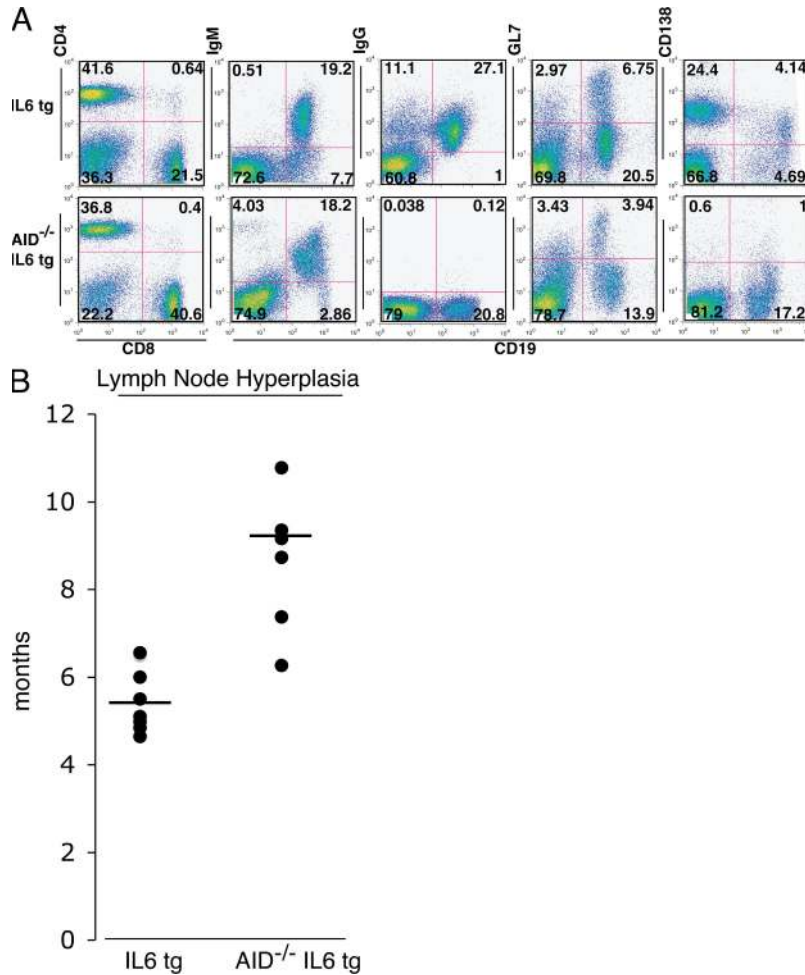 A
CD4
IgM
IgG
GL7
CD138
IL6 tg
41.6 0.64
36.3 21.5
0.51 19.2
72.6 7.7
11.1 27.1
60.8 1
2.97 6.75
69.8 20.5
24.4 4.14
66.8 4.69
AID-/-
IL6 tg
36.8 0.4
22.2 40.6
4.03 18.2
74.9 2.86
0.038 0.12
79 20.8
3.43 3.94
78.7 13.9
0.6 1
81.2 17.2
CD8
CD19
B
Lymph Node Hyperplasia
months
12
10
8
6
4
2
0
IL6 tg
AID-/- IL6 tg